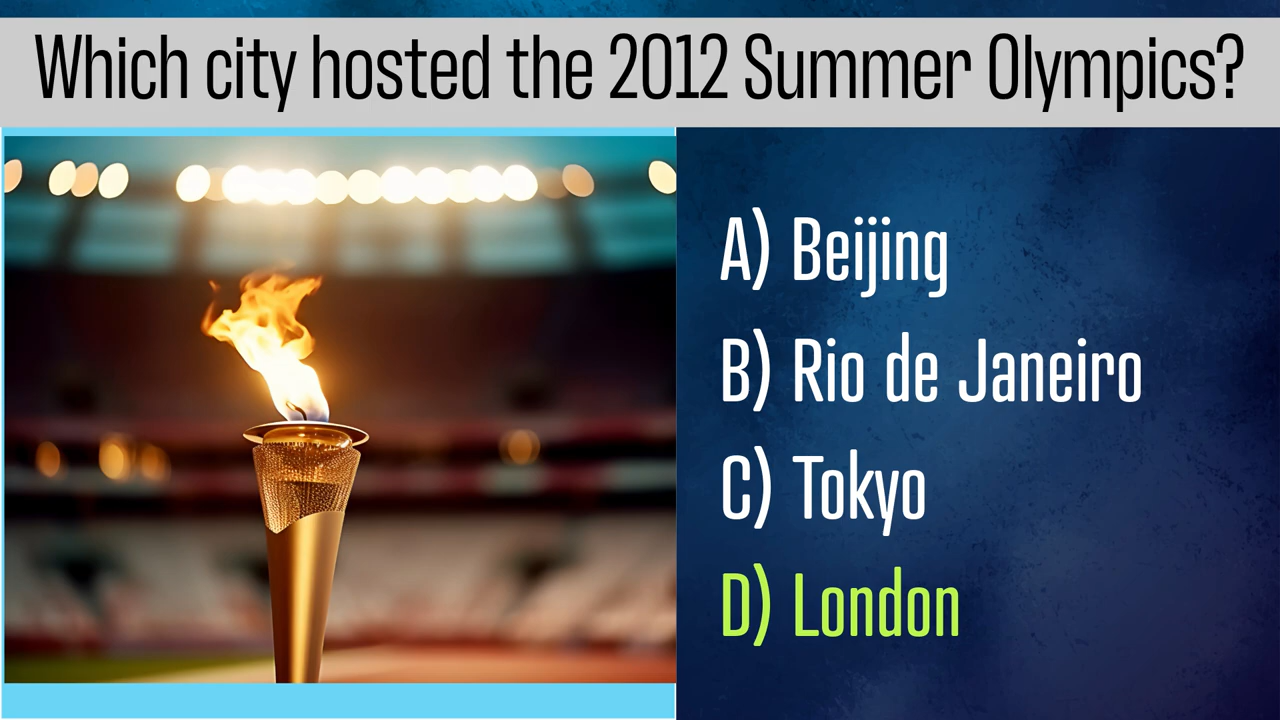 Which city hosted the 2012 Summer Olympics?
A) Beijing
B) Rio de Janeiro
C) Tokyo
D) London